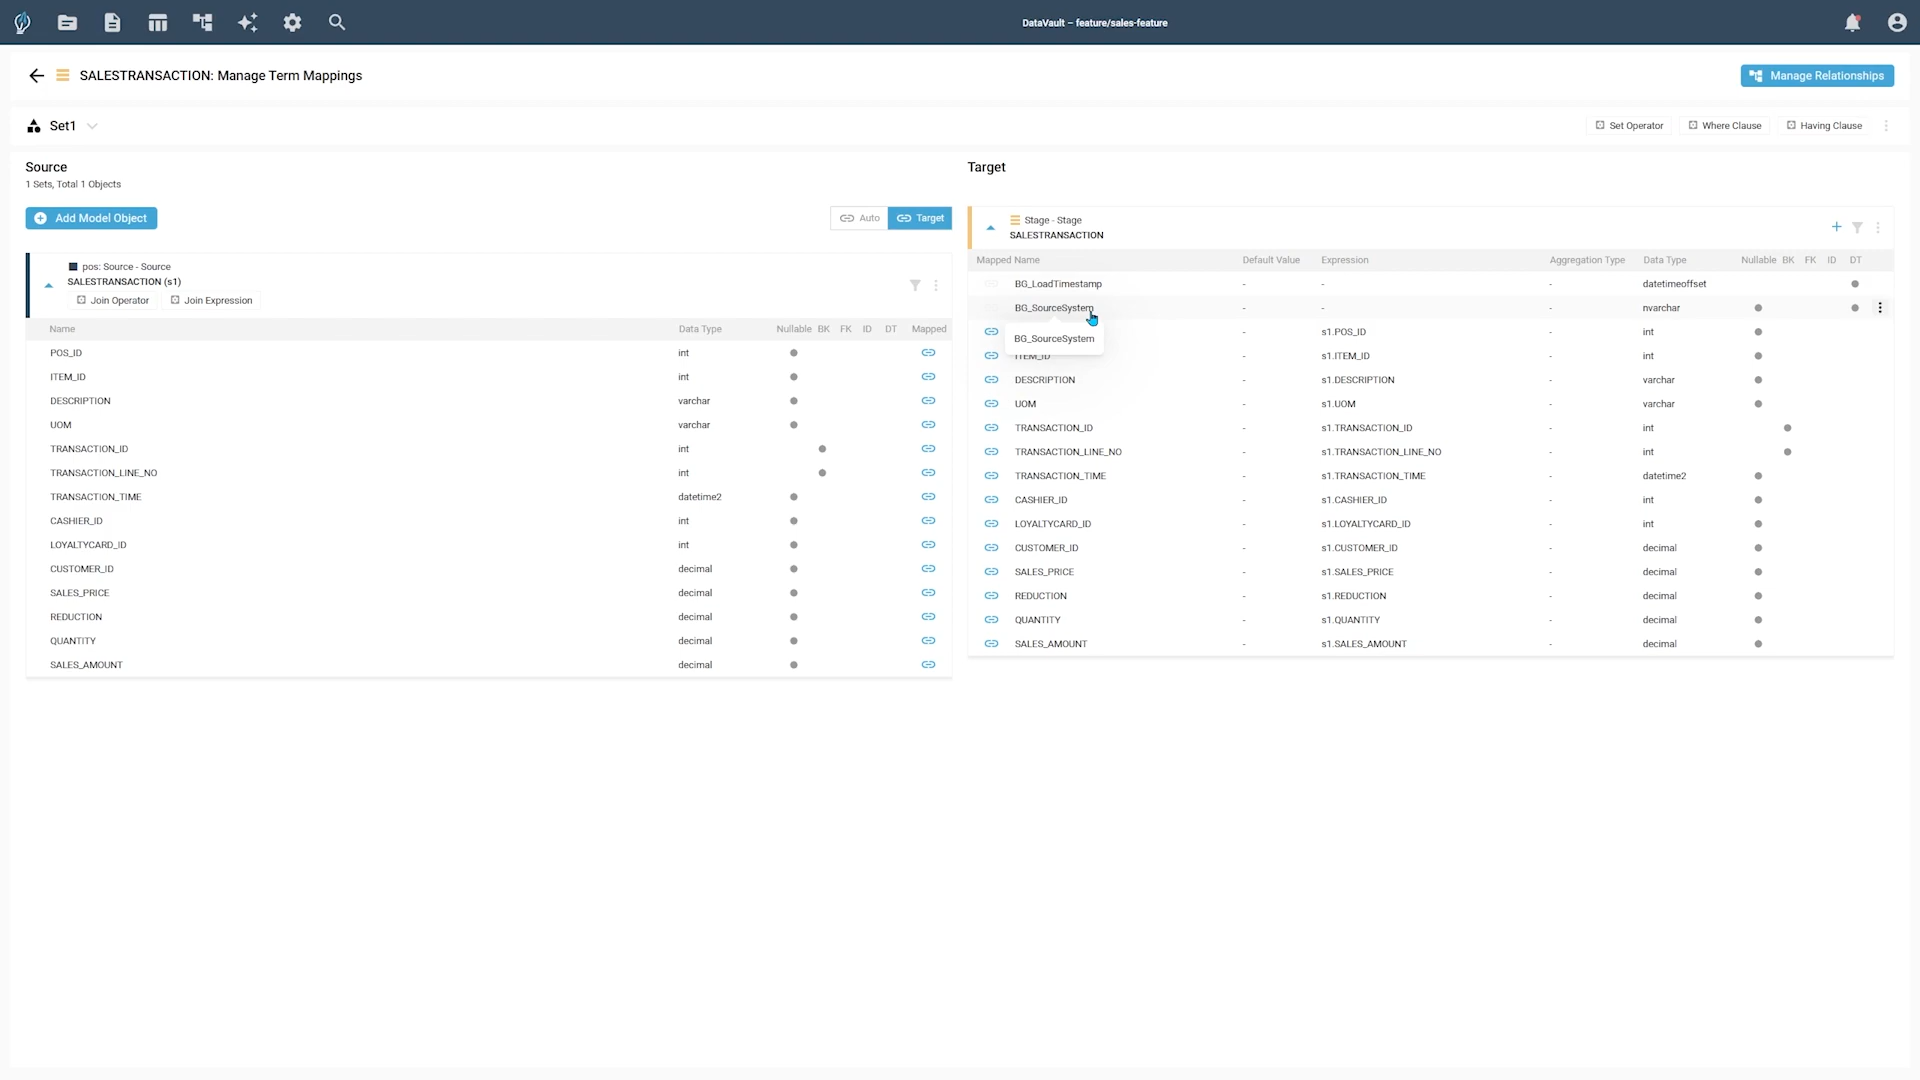 DataVault – feature/sales-feature
SALESTRANSACTION: Manage Term Mappings
Manage Relationships
Set1
Set Operator
Where Clause
Having Clause
Source
1 Sets, Total 1 Objects
Add Model Object
Auto
Target
pos: Source - Source
SALESTRANSACTION (s1)
Join Operator
Join Expression
Name Data Type Nullable BK FK ID DT Mapped
POS_ID int
ITEM_ID int
DESCRIPTION varchar
UOM varchar
TRANSACTION_ID int
TRANSACTION_LINE_NO int
TRANSACTION_TIME datetime2
CASHIER_ID int
LOYALTYCARD_ID int
CUSTOMER_ID decimal
SALES_PRICE decimal
REDUCTION decimal
QUANTITY decimal
SALES_AMOUNT decimal
Target
Stage - Stage
SALESTRANSACTION
Mapped Name Default Value Expression Aggregation Type Data Type Nullable BK FK ID DT
BG_LoadTimestamp - - - datetimeoffset
BG_SourceSystem - - - nvarchar
- s1.POS_ID - int
BG_SourceSystem
ITEM_ID - s1.ITEM_ID - int
DESCRIPTION - s1.DESCRIPTION - varchar
UOM - s1.UOM - varchar
TRANSACTION_ID - s1.TRANSACTION_ID - int
TRANSACTION_LINE_NO - s1.TRANSACTION_LINE_NO - int
TRANSACTION_TIME - s1.TRANSACTION_TIME - datetime2
CASHIER_ID - s1.CASHIER_ID - int
LOYALTYCARD_ID - s1.LOYALTYCARD_ID - int
CUSTOMER_ID - s1.CUSTOMER_ID - decimal
SALES_PRICE - s1.SALES_PRICE - decimal
REDUCTION - s1.REDUCTION - decimal
QUANTITY - s1.QUANTITY - decimal
SALES_AMOUNT - s1.SALES_AMOUNT - decimal